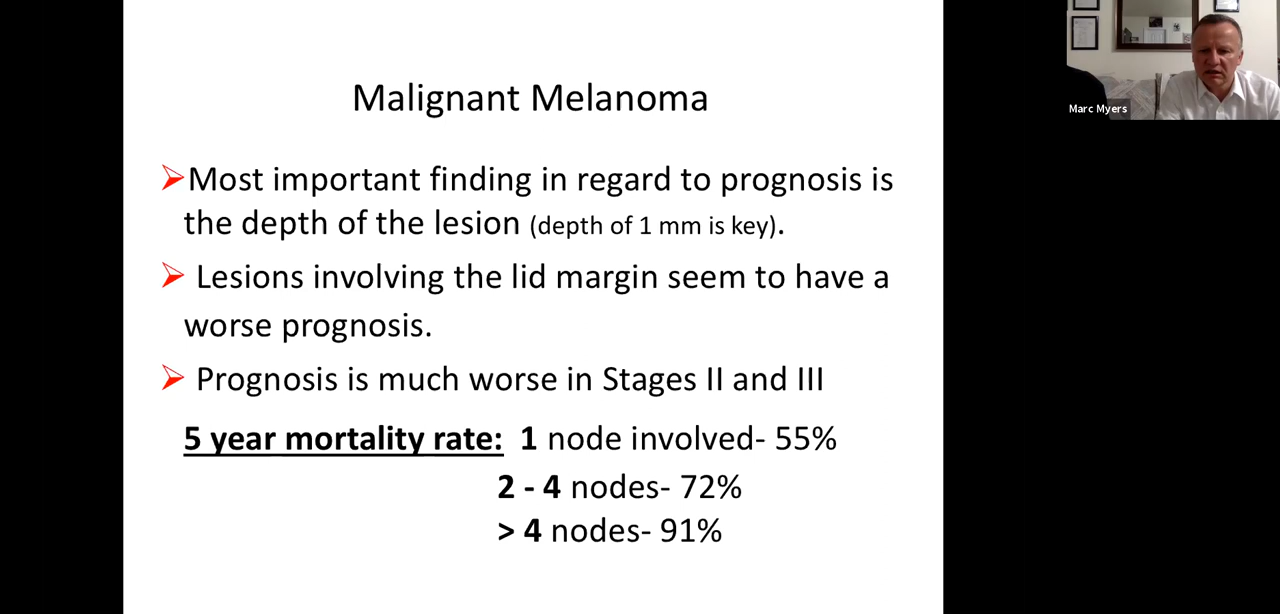 Malignant Melanoma
Most important finding in regard to prognosis is
the depth of the lesion (depth of 1 mm is key).
Lesions involving the lid margin seem to have a
worse prognosis.
Prognosis is much worse in Stages II and III
5 year mortality rate: 1 node involved- 55%
2 - 4 nodes- 72%
> 4 nodes- 91%
Marc Myers